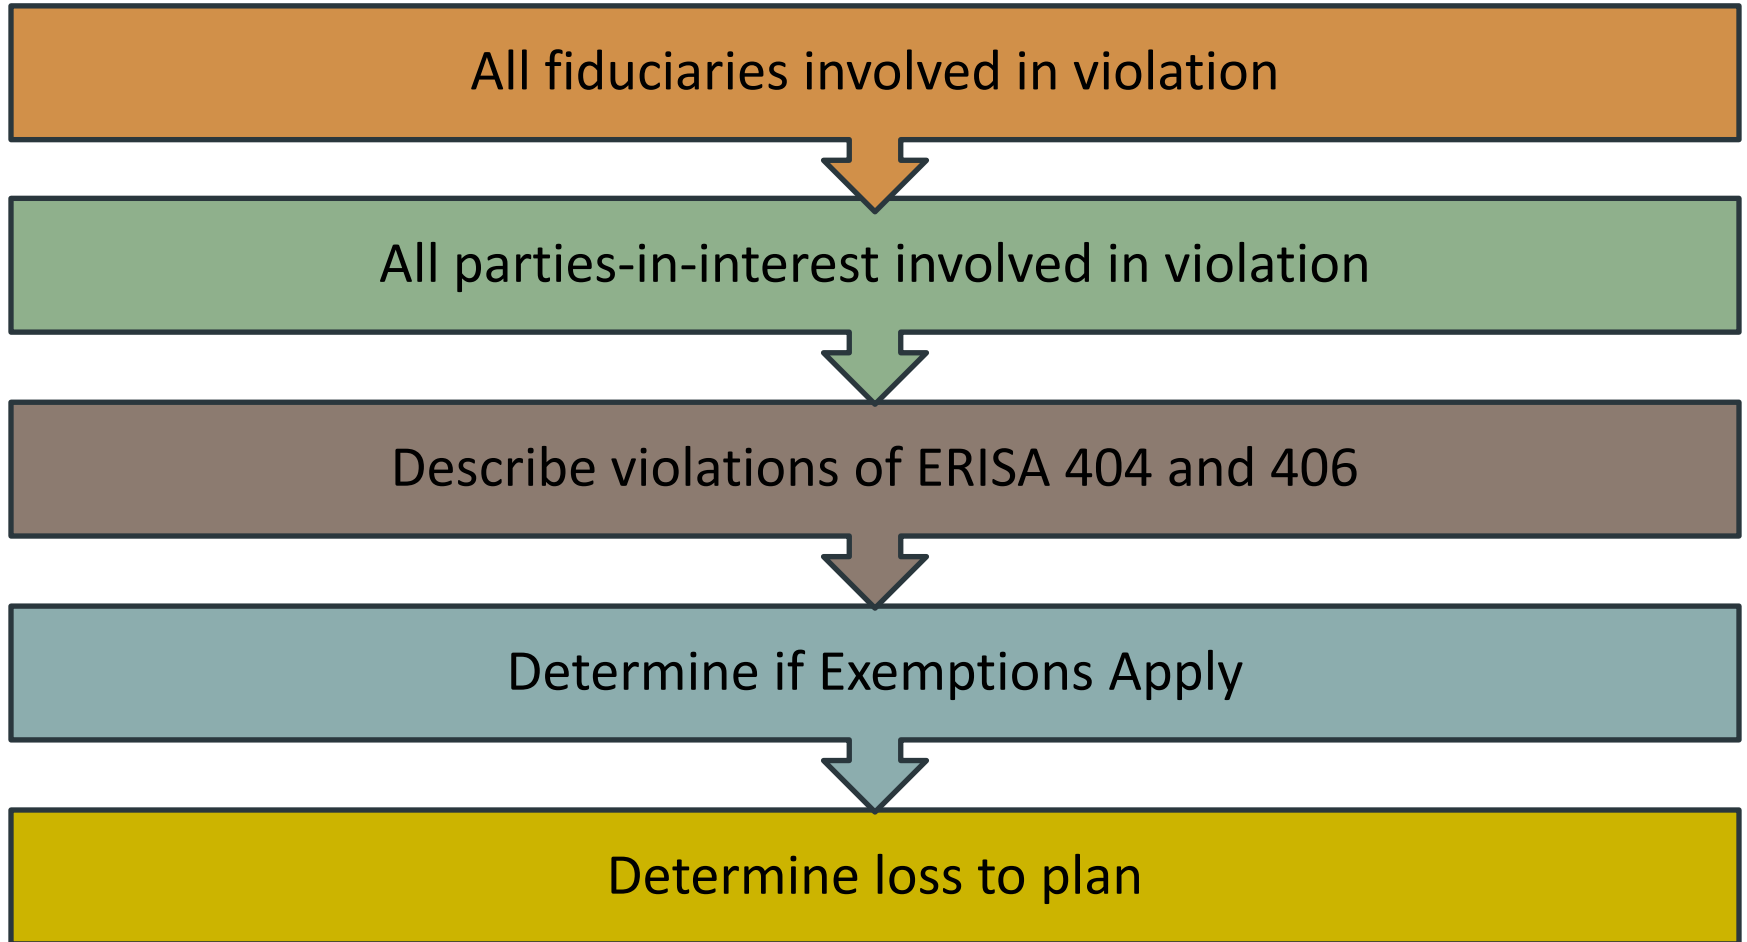 All fiduciaries involved in violation
All parties-in-interest involved in violation
Describe violations of ERISA 404 and 406
Determine if Exemptions Apply
Determine loss to plan